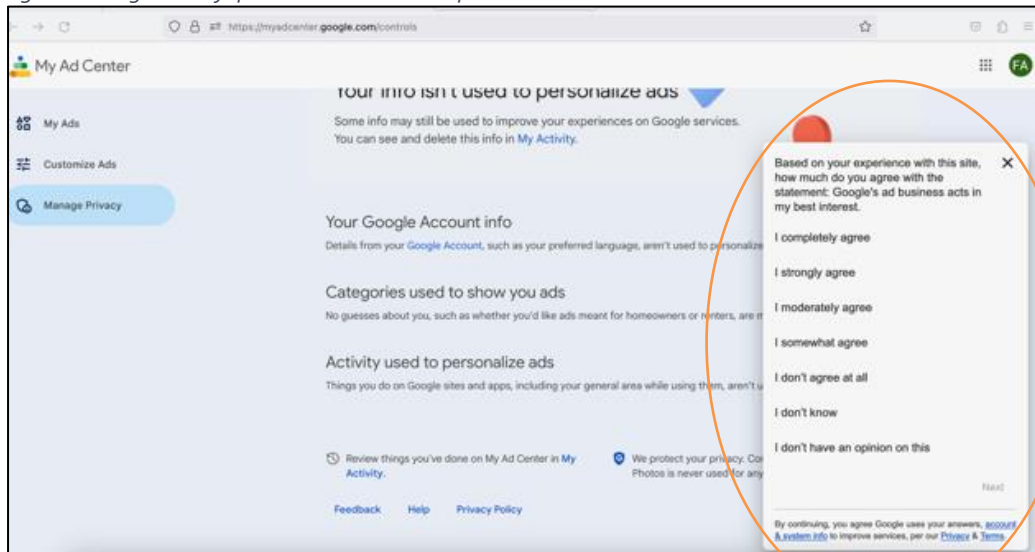 https://myadcenter.google.com/controls
My Ad Center
FA
My Ads
Customize Ads
Manage Privacy
Your info isn't used to personalize ads
Some info may still be used to improve your experiences on Google services.
You can see and delete this info in My Activity.
Your Google Account info
Details from your Google Account, such as your preferred language, aren't used to personalize
Categories used to show you ads
No guesses about you, such as whether you'd like ads meant for homeowners or renters, are
Activity used to personalize ads
Things you do on Google sites and apps, including your general area while using them, aren't
Review things you've done on My Ad Center in My
Activity.
We protect your privacy.
Photos is never used for any
Feedback Help Privacy Policy
Based on your experience with this site,
how much do you agree with the
statement: Google's ad business acts in
my best interest.
I completely agree
I strongly agree
I moderately agree
I somewhat agree
I don't agree at all
I don't know
I don't have an opinion on this
Next
By continuing, you agree Google uses your answers, account
& system info to improve services, per our Privacy & Terms.